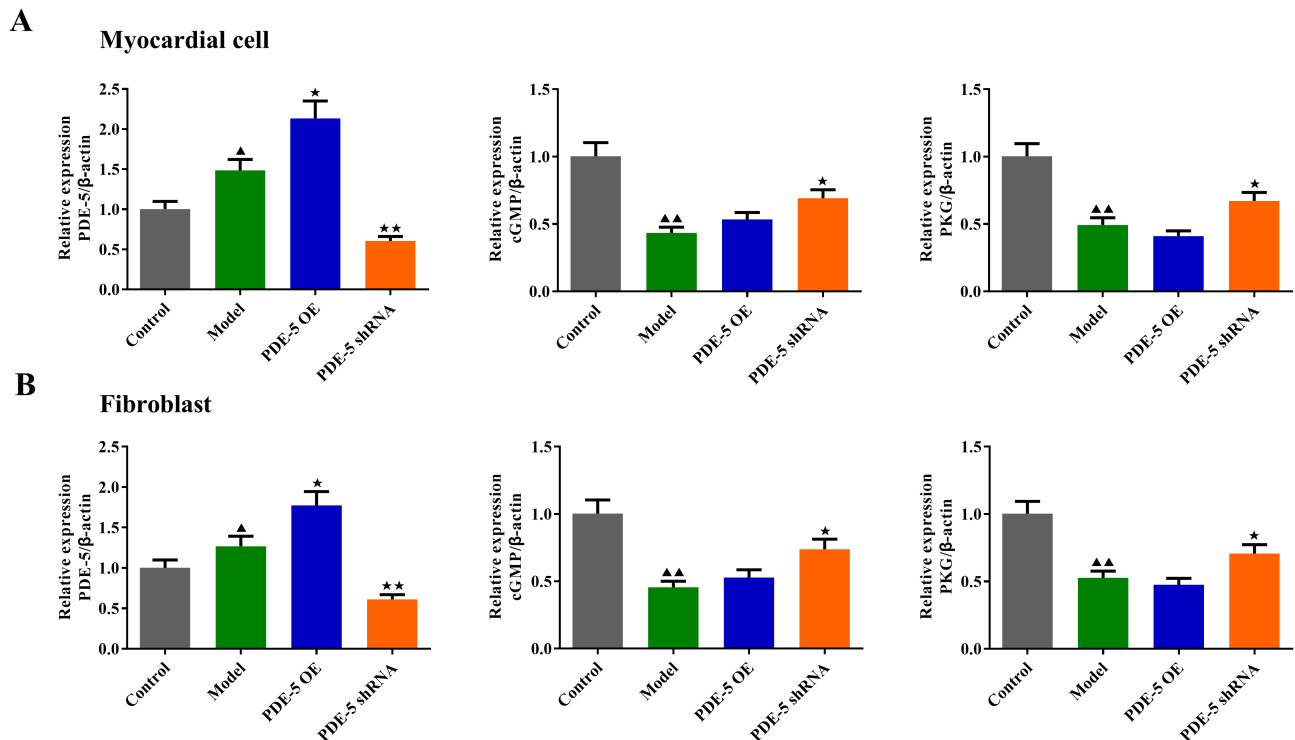 A
Myocardial cell
Relative expression
PDE-5/β-actin
2.5
2.0
1.5
1.0
0.5
0.0
▲
★
★★
Control
Model
PDE-5 OE
PDE-5 shRNA
Relative expression
cGMP/β-actin
1.5
1.0
0.5
0.0
▲▲
★
Control
Model
PDE-5 OE
PDE-5 shRNA
Relative expression
PKG/β-actin
1.5
1.0
0.5
0.0
▲▲
★
Control
Model
PDE-5 OE
PDE-5 shRNA
B
Fibroblast
Relative expression
PDE-5/β-actin
2.5
2.0
1.5
1.0
0.5
0.0
▲
★
★★
Control
Model
PDE-5 OE
PDE-5 shRNA
Relative expression
cGMP/β-actin
1.5
1.0
0.5
0.0
▲▲
★
Control
Model
PDE-5 OE
PDE-5 shRNA
Relative expression
PKG/β-actin
1.5
1.0
0.5
0.0
▲▲
★
Control
Model
PDE-5 OE
PDE-5 shRNA